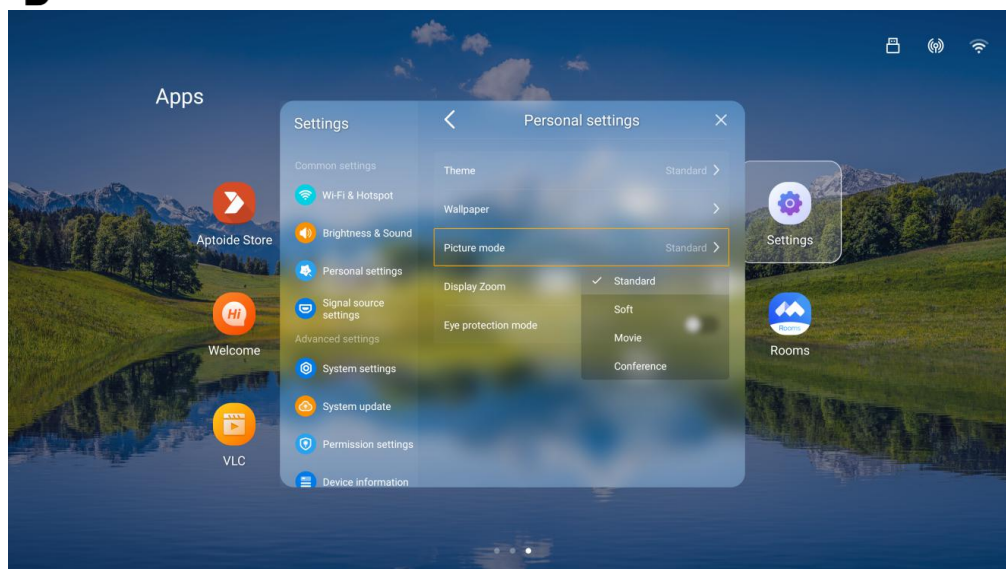 Apps
Settings
Personal settings
Common settings
Wi-Fi & Hotspot
Brightness & Sound
Personal settings
Signal source
settings
Advanced settings
System settings
System update
Permission settings
Device information
Theme
Standard
Wallpaper
Picture mode
Standard
Display Zoom
Eye protection mode
Standard
Soft
Movie
Conference
Aptoide Store
Hi
Welcome
VLC
Settings
Rooms
Rooms